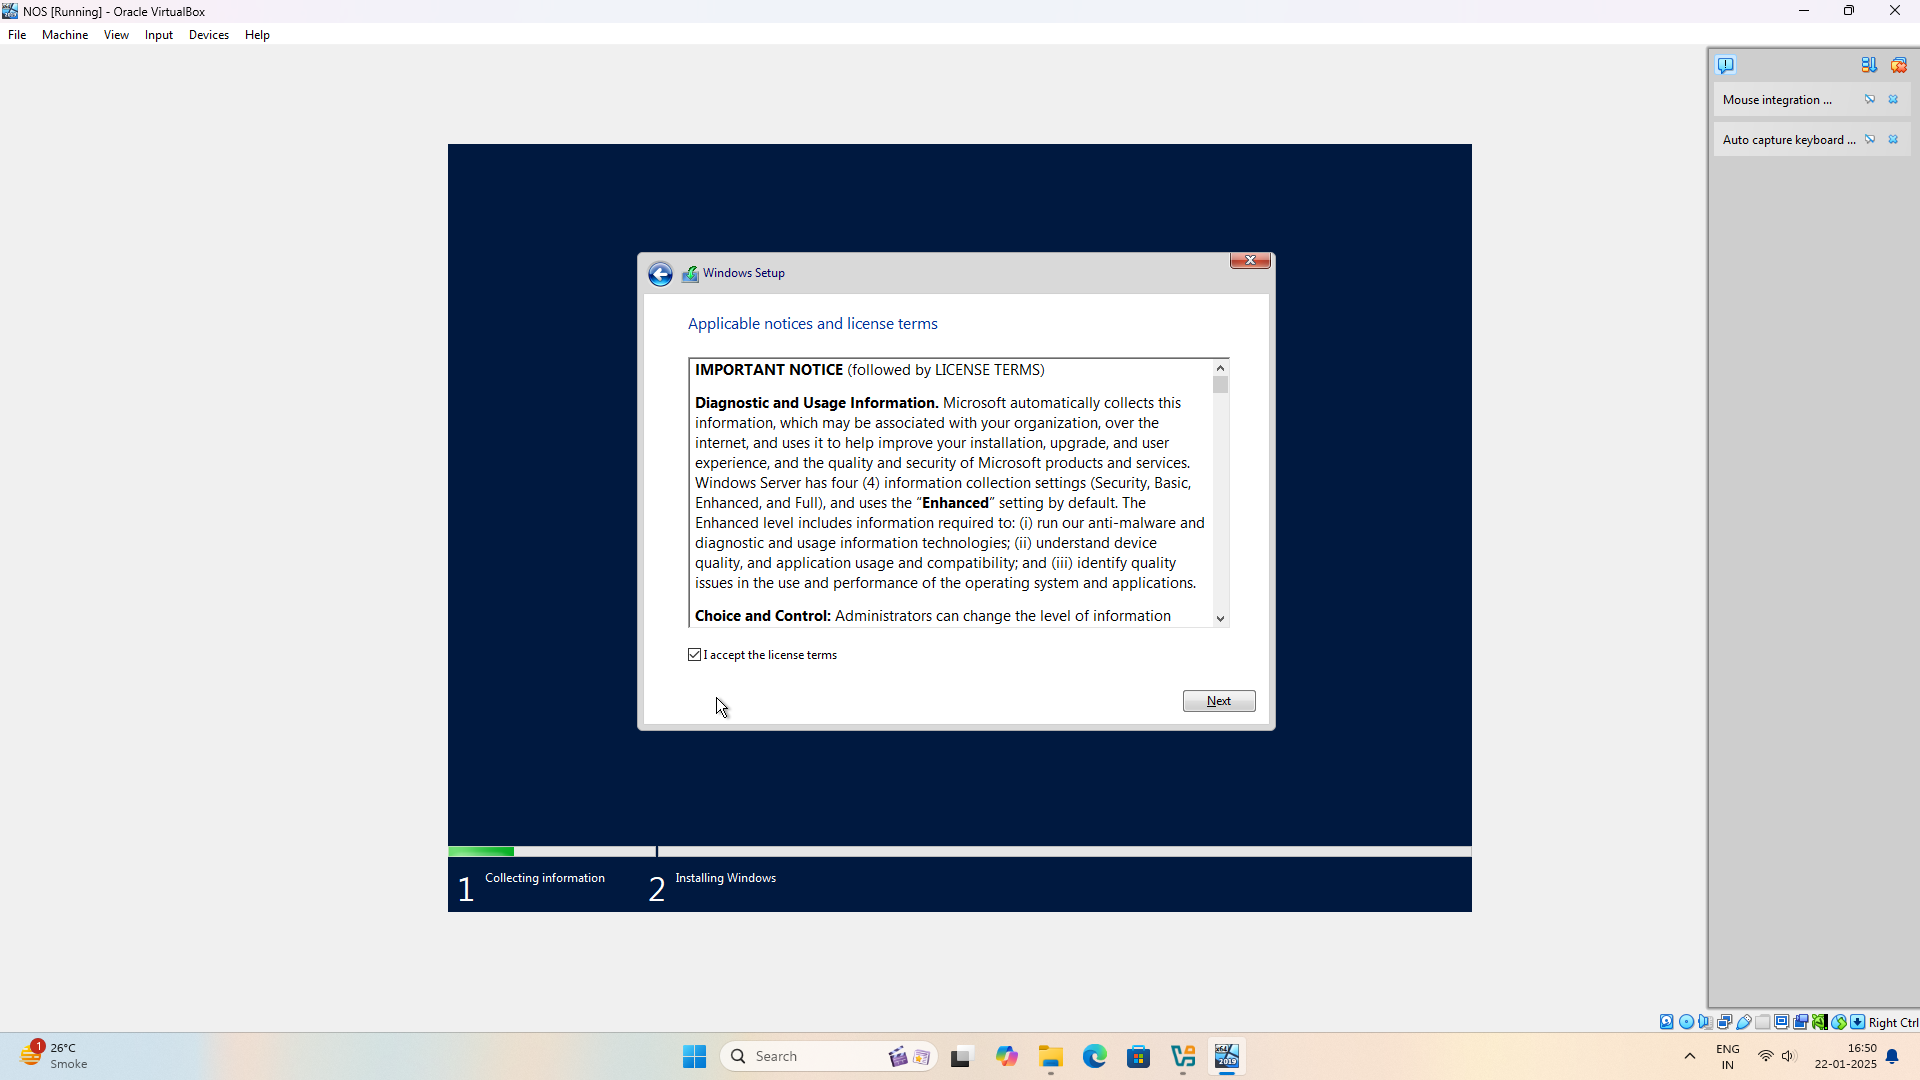 NOS [Running] - Oracle VirtualBox
File Machine View Input Devices Help
Mouse integration ...
Auto capture keyboard ...
Windows Setup
Applicable notices and license terms
IMPORTANT NOTICE (followed by LICENSE TERMS)
Diagnostic and Usage Information. Microsoft automatically collects this
information, which may be associated with your organization, over the
internet, and uses it to help improve your installation, upgrade, and user
experience, and the quality and security of Microsoft products and services.
Windows Server has four (4) information collection settings (Security, Basic,
Enhanced, and Full), and uses the “Enhanced” setting by default. The
Enhanced level includes information required to: (i) run our anti-malware and
diagnostic and usage information technologies; (ii) understand device
quality, and application usage and compatibility; and (iii) identify quality
issues in the use and performance of the operating system and applications.
Choice and Control: Administrators can change the level of information
I accept the license terms
Next
1 Collecting information
2 Installing Windows
Right Ctrl
1
26°C
Smoke
Search
x64
2019
ENG
IN
16:50
22-01-2025